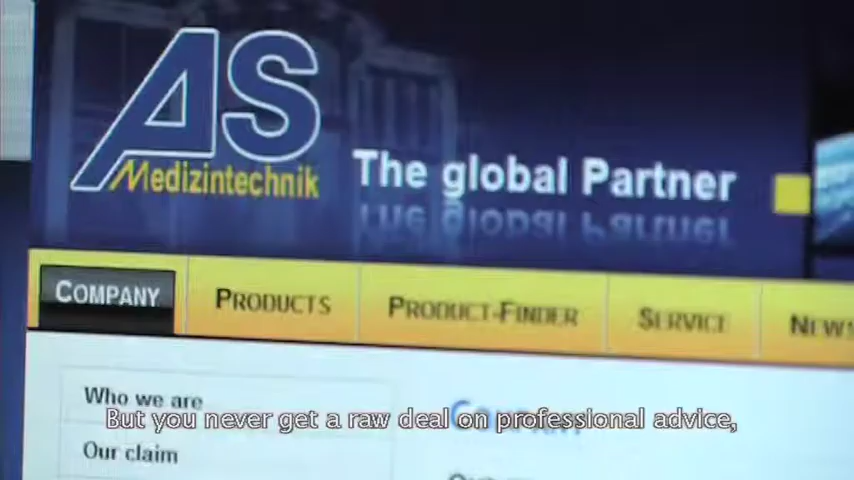 AS
Medizintechnik
The global Partner
COMPANY PRODUCTS PRODUCT-FINDER SERVICE NEWS
Who we are
But you never get a raw deal on professional advice,
Our claim